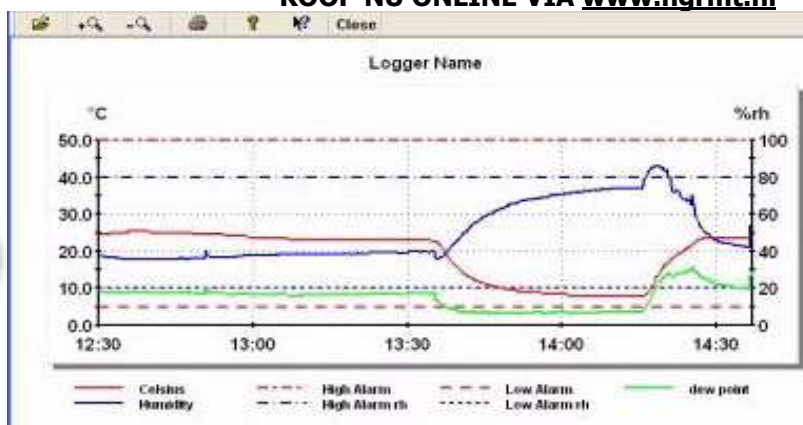 KOOP NU ONLINE VIA www.ngrmt.nl
Close
Logger Name
°C %rh
50.0 100
40.0 80
30.0 60
20.0 40
10.0 20
0.0 0
12:30 13:00 13:30 14:00 14:30
Celsius High Alarm Low Alarm dew point
Humidity High Alarm rh Low Alarm rh